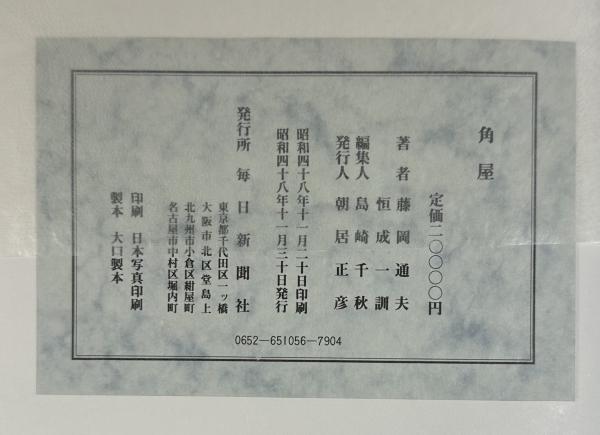 角屋
定価二〇〇〇〇円
著者 藤岡通夫
恒成一訓
編集人 島崎千秋
発行人 朝居正彦
昭和四十八年十一月二十日印刷
昭和四十八年十一月三十日発行
発行所 毎日新聞社
東京都千代田区一ッ橋
大阪市北区堂島上
北九州市小倉区紺屋町
名古屋市中村区堀内町
印刷 日本写真印刷
製本 大口製本
0652—651056—7904